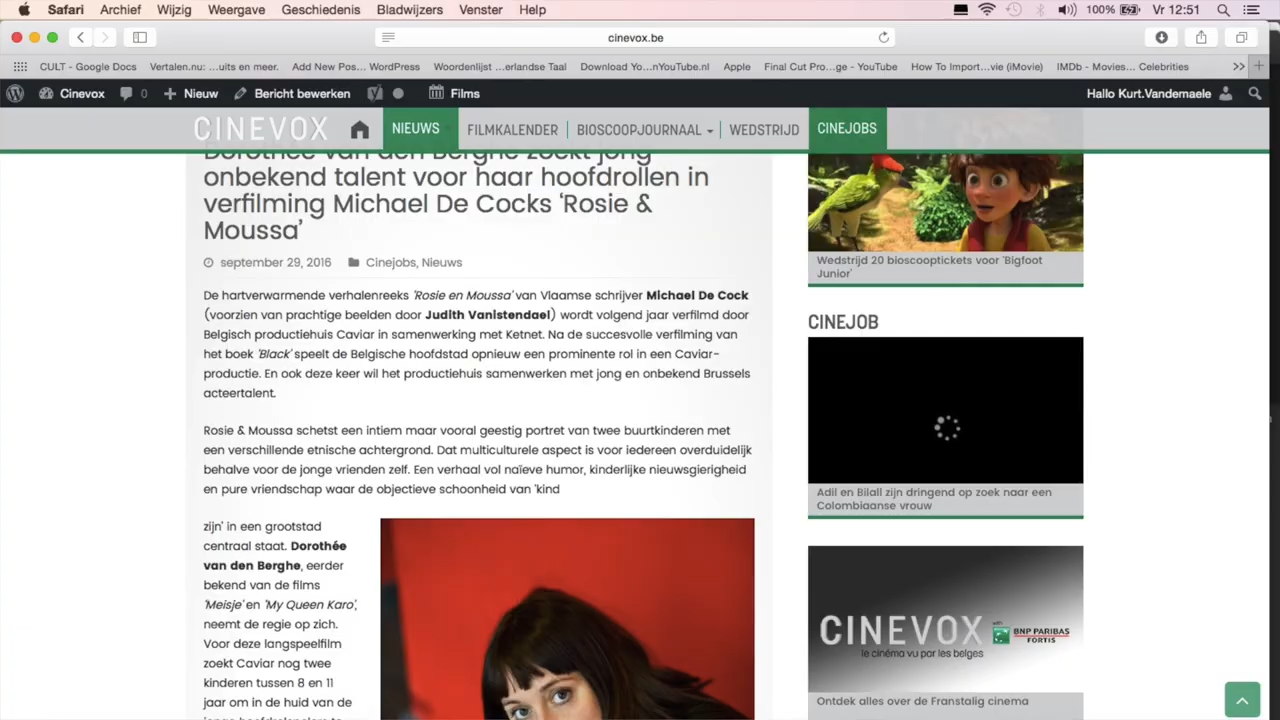 Safari Archief Wijzig Weergave Geschiedenis Bladwijzers Venster Help 100% Vr 12:51
cinevox.be
CULT - Google Docs Vertalen.nu: ...uits en meer. Add New Pos... WordPress Woordenlijst ...erlandse Taal Download Yo...nYouTube.nl Apple Final Cut Pro...ge - YouTube How To Import...vie (iMovie) IMDb - Movies... Celebrities >> +
Cinevox 0 Nieuw Bericht bewerken Films Hallo Kurt.Vandemaele
CINEVOX NIEUWS FILMKALENDER BIOSCOOPJOURNAAL WEDSTRIJD CINEJOBS
Dorothée van den Berghe zoekt jong
onbekend talent voor haar hoofdrollen in
verfilming Michael De Cocks ‘Rosie &
Moussa’
september 29, 2016 Cinejobs, Nieuws
De hartverwarmende verhalenreeks 'Rosie en Moussa' van Vlaamse schrijver Michael De Cock
(voorzien van prachtige beelden door Judith Vanistendael) wordt volgend jaar verfilmd door
Belgisch productiehuis Caviar in samenwerking met Ketnet. Na de succesvolle verfilming van
het boek 'Black' speelt de Belgische hoofdstad opnieuw een prominente rol in een Caviar-
productie. En ook deze keer wil het productiehuis samenwerken met jong en onbekend Brussels
acteertalent.
Rosie & Moussa schetst een intiem maar vooral geestig portret van twee buurtkinderen met
een verschillende etnische achtergrond. Dat multiculturele aspect is voor iedereen overduidelijk
behalve voor de jonge vrienden zelf. Een verhaal vol naïeve humor, kinderlijke nieuwsgierigheid
en pure vriendschap waar de objectieve schoonheid van 'kind
zijn' in een grootstad
centraal staat. Dorothée
van den Berghe, eerder
bekend van de films
'Meisje' en 'My Queen Karo',
neemt de regie op zich.
Voor deze langspeelfilm
zoekt Caviar nog twee
kinderen tussen 8 en 11
jaar om in de huid van de
Wedstrijd 20 bioscooptickets voor 'Bigfoot
Junior'
CINEJOB
Adil en Bilall zijn dringend op zoek naar een
Colombiaanse vrouw
CINEVOX with BNP PARIBAS
FORTIS
le cinéma vu par les belges
Ontdek alles over de Franstalig cinema